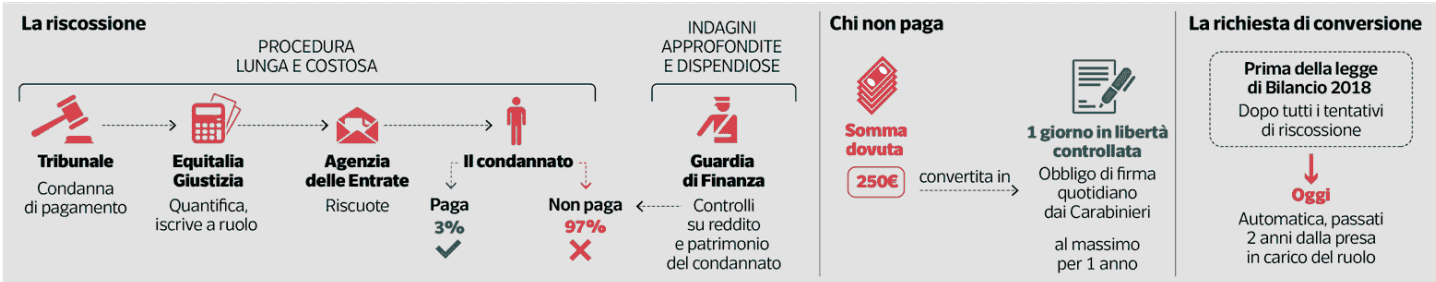 La riscossione
PROCEDURA
LUNGA E COSTOSA
INDAGINI
APPROFONDITE
E DISPENDIOSE
Tribunale
Condanna
di pagamento
Equitalia
Giustizia
Quantifica,
iscrive a ruolo
Agenzia
delle Entrate
Riscuote
Il condannato
Paga
3%
Non paga
97%
Guardia
di Finanza
Controlli
su reddito
e patrimonio
del condannato
Chi non paga
Somma
dovuta
250€
convertita in
1 giorno in libertà
controllata
Obbligo di firma
quotidiano
dai Carabinieri
al massimo
per 1 anno
La richiesta di conversione
Prima della legge
di Bilancio 2018
Dopo tutti i tentativi
di riscossione
Oggi
Automatica, passati
2 anni dalla presa
in carico del ruolo